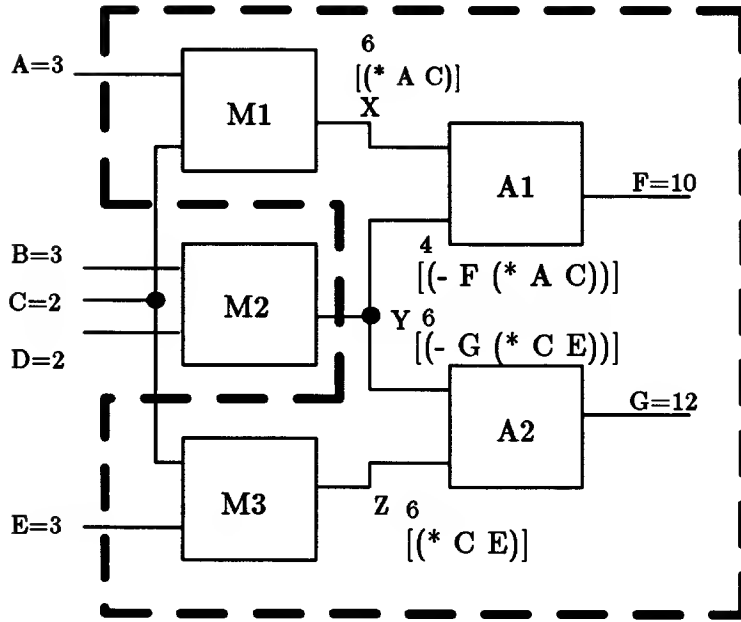 6
A=3
[(* A C)]
X
M1
A1
F=10
B=3
C=2
D=2
M2
4
[(- F (* A C))]
Y 6
[(- G (* C E))]
A2
G=12
M3
Z 6
E=3
[(* C E)]